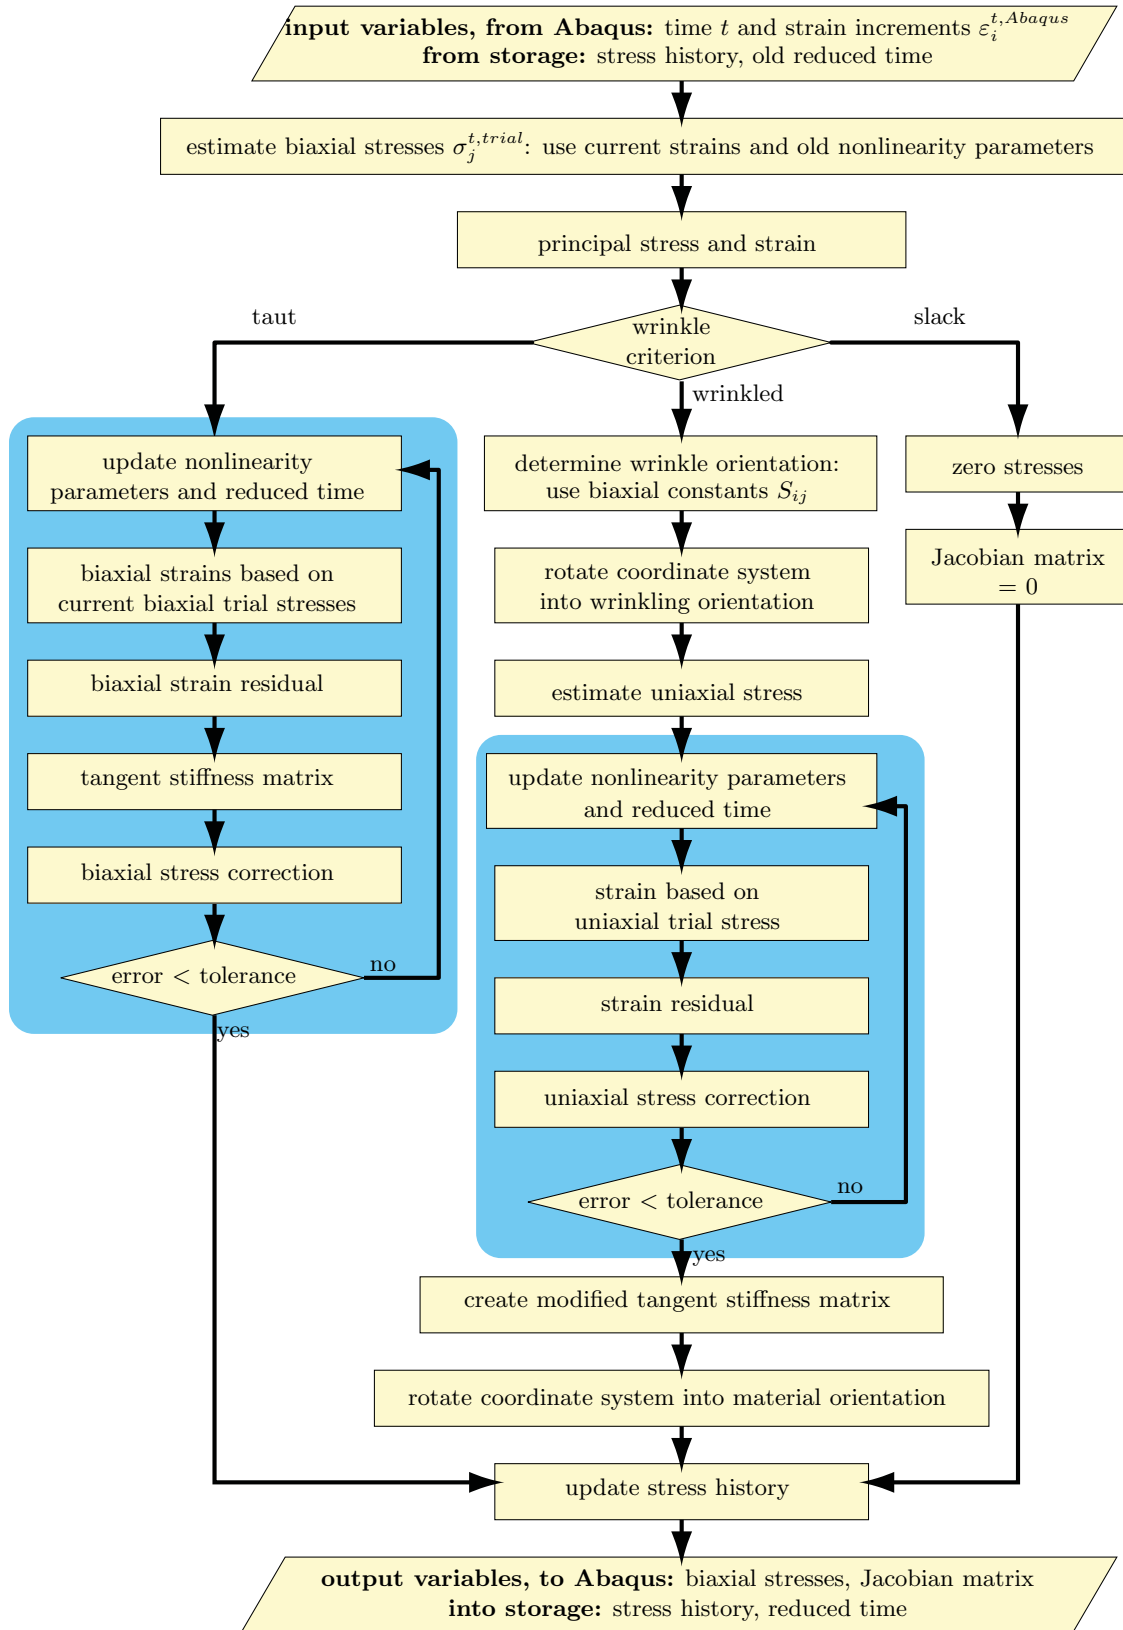 input variables, from Abaqus: time t and strain increments ε_i^{t,Abaqus}
from storage: stress history, old reduced time
estimate biaxial stresses σ_j^{t,trial}: use current strains and old nonlinearity parameters
principal stress and strain
wrinkle
criterion
taut
slack
wrinkled
update nonlinearity
parameters and reduced time
biaxial strains based on
current biaxial trial stresses
biaxial strain residual
tangent stiffness matrix
biaxial stress correction
error < tolerance
no
yes
determine wrinkle orientation:
use biaxial constants S_{ij}
rotate coordinate system
into wrinkling orientation
estimate uniaxial stress
update nonlinearity parameters
and reduced time
strain based on
uniaxial trial stress
strain residual
uniaxial stress correction
error < tolerance
no
yes
create modified tangent stiffness matrix
rotate coordinate system into material orientation
zero stresses
Jacobian matrix
= 0
update stress history
output variables, to Abaqus: biaxial stresses, Jacobian matrix
into storage: stress history, reduced time